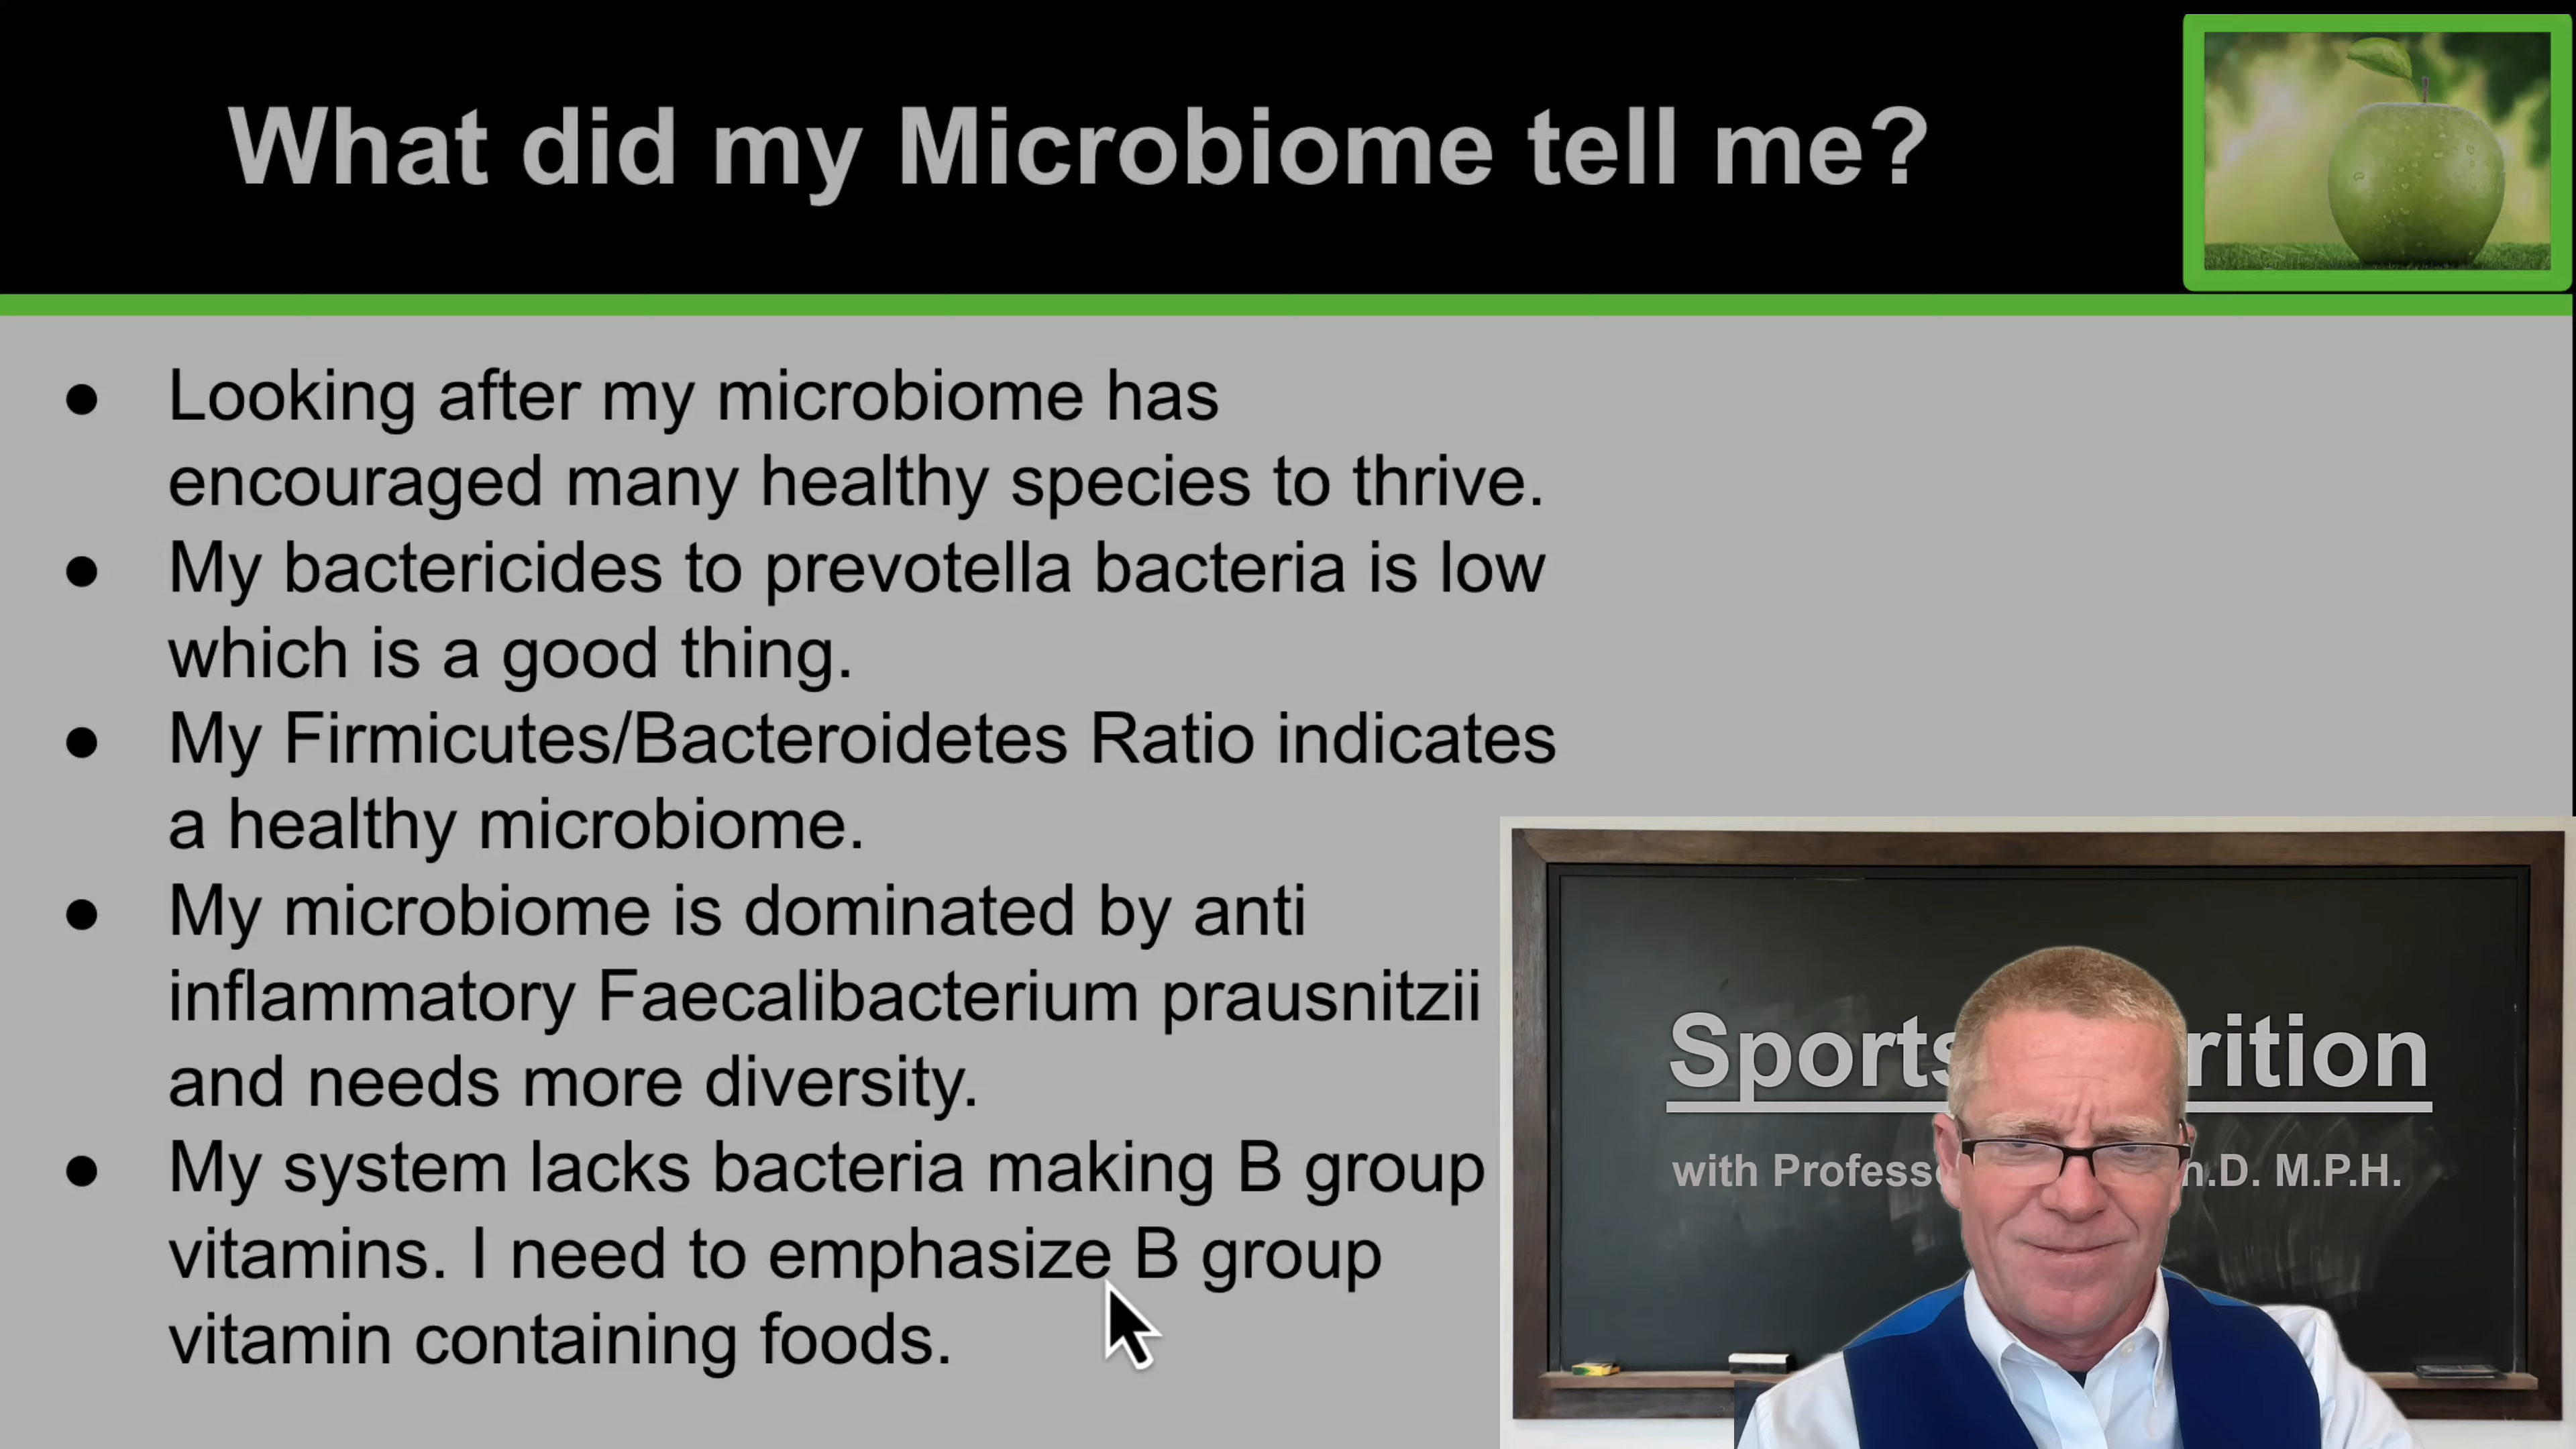 What did my Microbiome tell me?
● Looking after my microbiome has
encouraged many healthy species to thrive.
● My bactericides to prevotella bacteria is low
which is a good thing.
● My Firmicutes/Bacteroidetes Ratio indicates
a healthy microbiome.
● My microbiome is dominated by anti
inflammatory Faecalibacterium prausnitzii
and needs more diversity.
● My system lacks bacteria making B group
vitamins. I need to emphasize B group
vitamin containing foods.
Sports
with M.P.H.